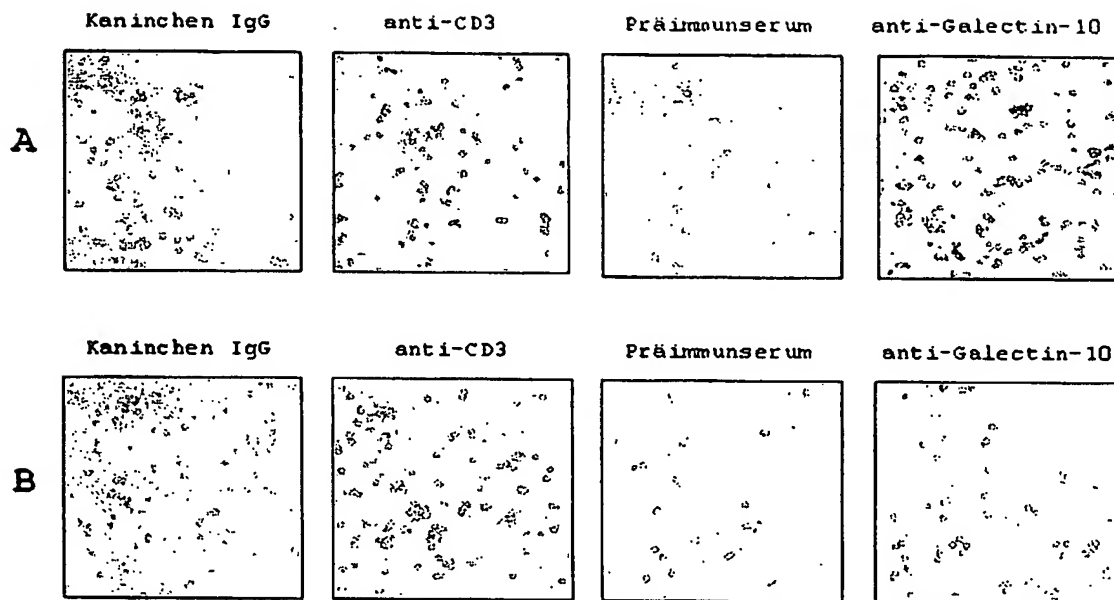 Kaninchen IgG anti-CD3 Präimmunserum anti-Galectin-10
A
Kaninchen IgG anti-CD3 Präimmunserum anti-Galectin-10
B